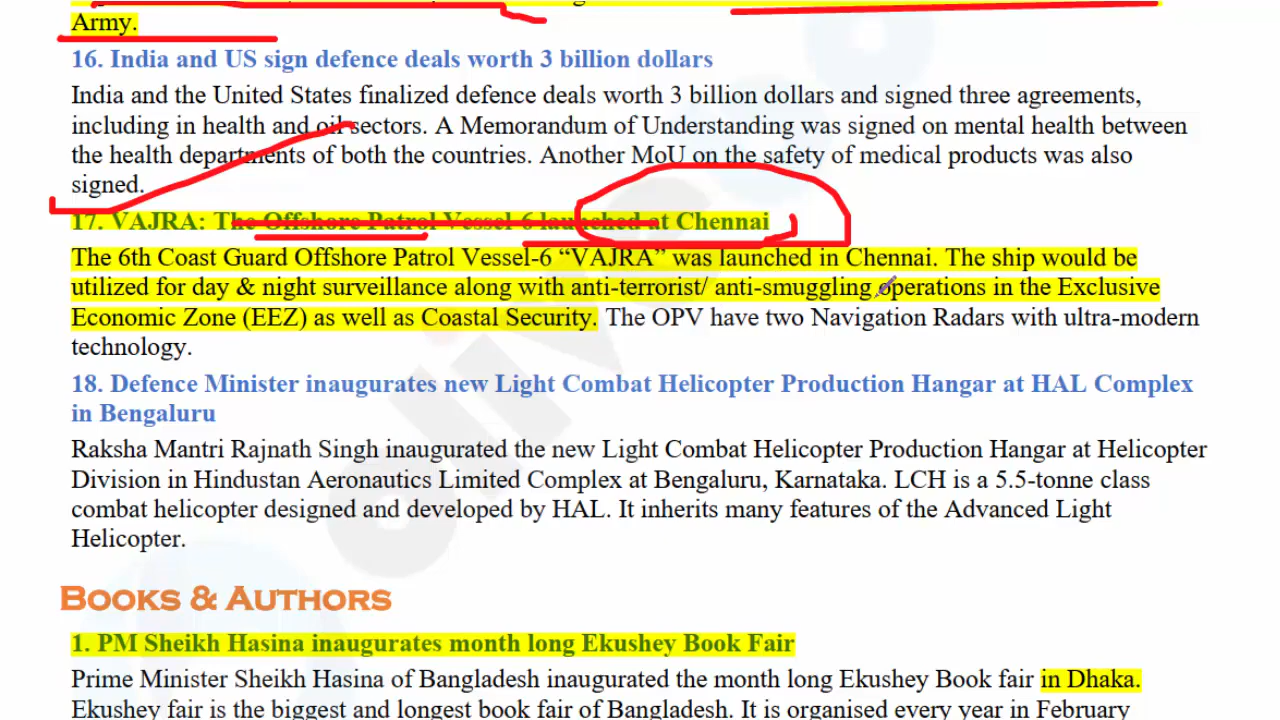 Army.
16. India and US sign defence deals worth 3 billion dollars
India and the United States finalized defence deals worth 3 billion dollars and signed three agreements,
including in health and oil sectors. A Memorandum of Understanding was signed on mental health between
the health departments of both the countries. Another MoU on the safety of medical products was also
signed.
17. VAJRA: The Offshore Patrol Vessel-6 launched at Chennai
The 6th Coast Guard Offshore Patrol Vessel-6 “VAJRA” was launched in Chennai. The ship would be
utilized for day & night surveillance along with anti-terrorist/ anti-smuggling operations in the Exclusive
Economic Zone (EEZ) as well as Coastal Security. The OPV have two Navigation Radars with ultra-modern
technology.
18. Defence Minister inaugurates new Light Combat Helicopter Production Hangar at HAL Complex
in Bengaluru
Raksha Mantri Rajnath Singh inaugurated the new Light Combat Helicopter Production Hangar at Helicopter
Division in Hindustan Aeronautics Limited Complex at Bengaluru, Karnataka. LCH is a 5.5-tonne class
combat helicopter designed and developed by HAL. It inherits many features of the Advanced Light
Helicopter.
BOOKS & AUTHORS
1. PM Sheikh Hasina inaugurates month long Ekushey Book Fair
Prime Minister Sheikh Hasina of Bangladesh inaugurated the month long Ekushey Book fair in Dhaka.
Ekushey fair is the biggest and longest book fair of Bangladesh. It is organised every year in February